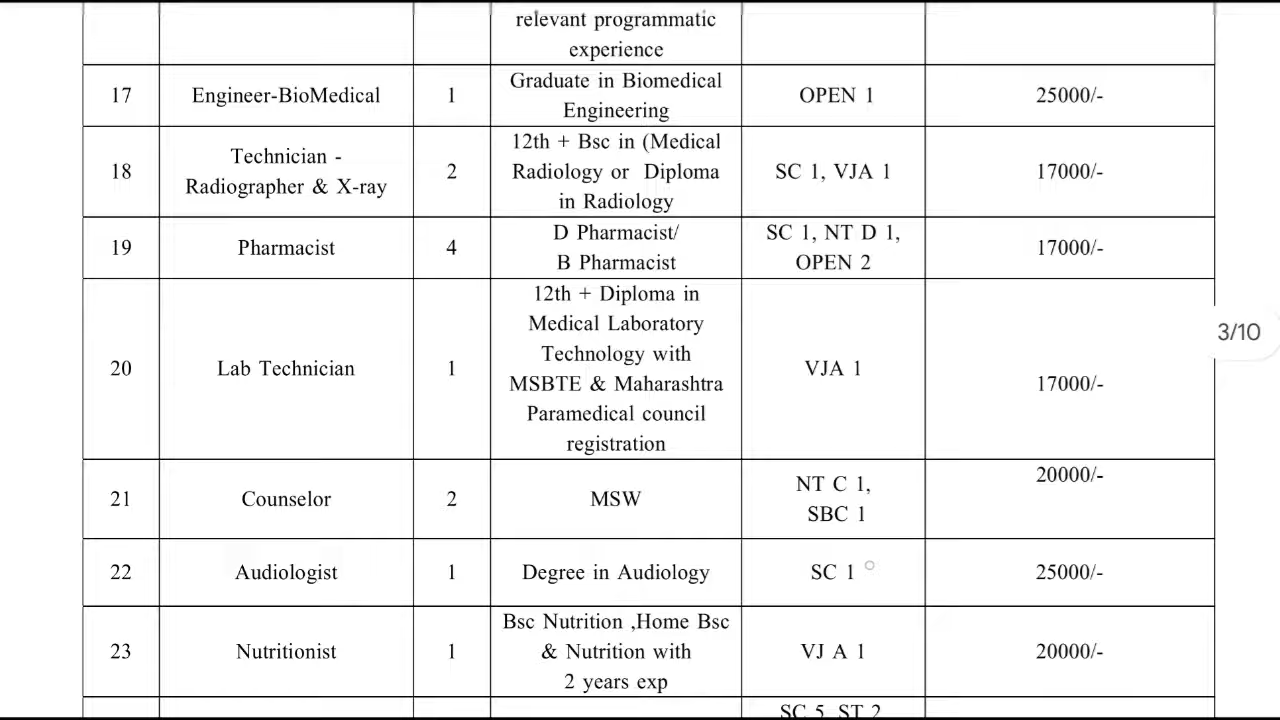 relevant programmatic
experience
17 Engineer-BioMedical 1 Graduate in Biomedical Engineering OPEN 1 25000/-
18 Technician - Radiographer & X-ray 2 12th + Bsc in (Medical Radiology or Diploma in Radiology SC 1, VJA 1 17000/-
19 Pharmacist 4 D Pharmacist/ B Pharmacist SC 1, NT D 1, OPEN 2 17000/-
20 Lab Technician 1 12th + Diploma in Medical Laboratory Technology with MSBTE & Maharashtra Paramedical council registration VJA 1 17000/-
3/10
21 Counselor 2 MSW NT C 1, SBC 1 20000/-
22 Audiologist 1 Degree in Audiology SC 1 25000/-
23 Nutritionist 1 Bsc Nutrition ,Home Bsc & Nutrition with 2 years exp VJ A 1 20000/-
SC 5, ST 2